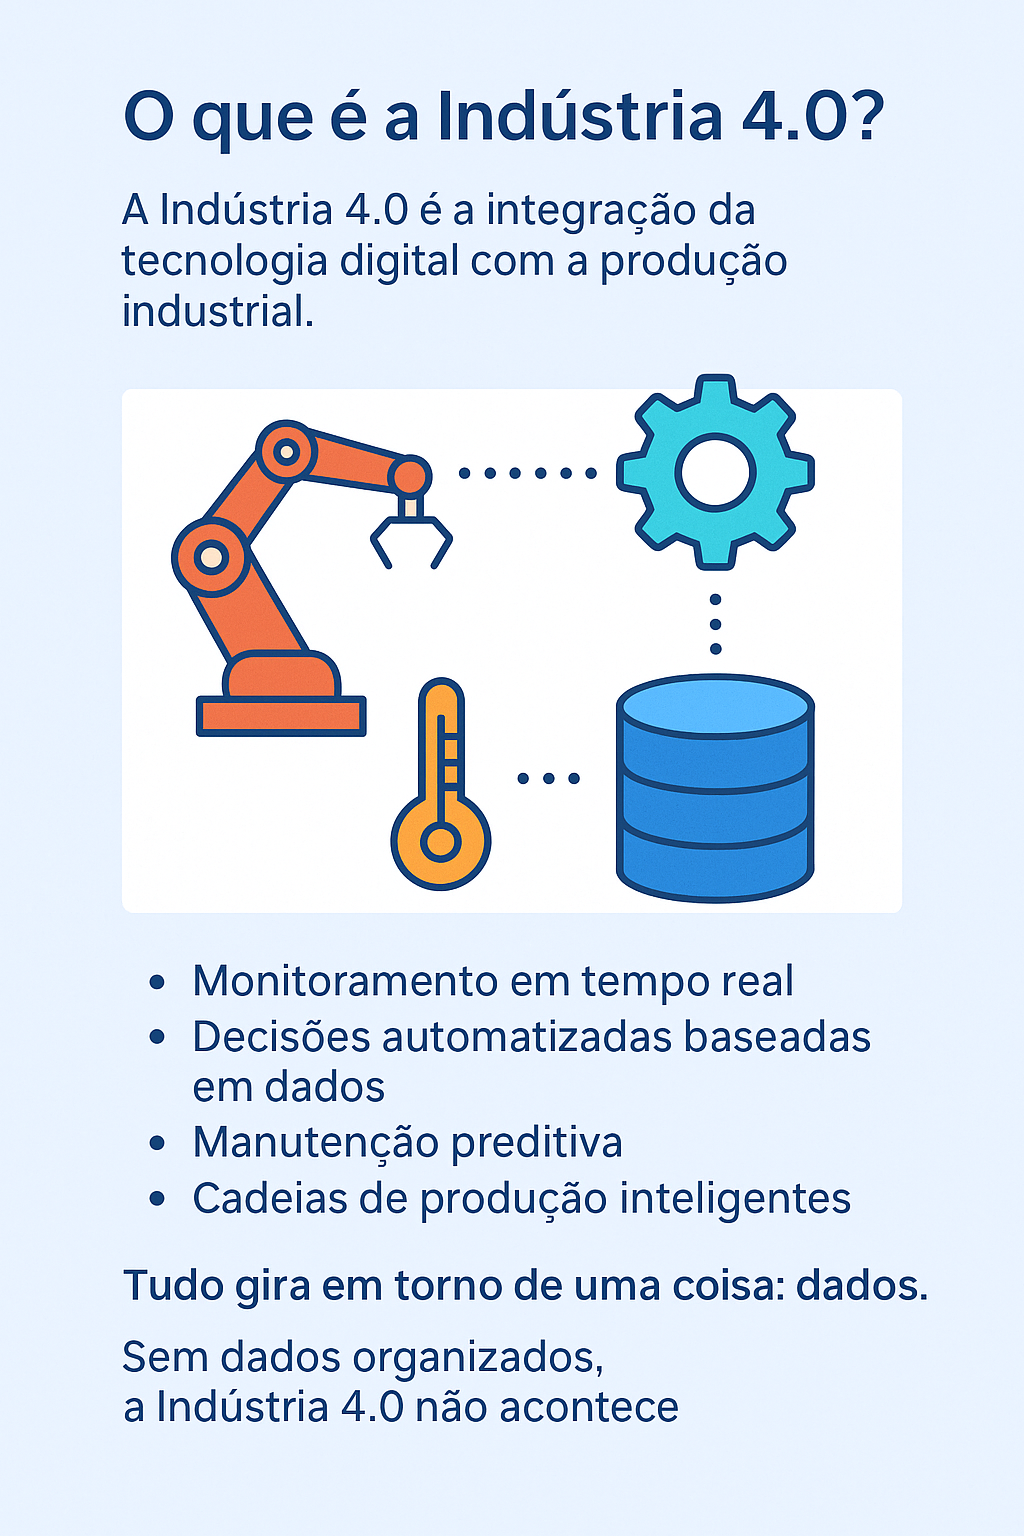 O que é a Indústria 4.0?
A Indústria 4.0 é a integração da
tecnologia digital com a produção
industrial.
• Monitoramento em tempo real
• Decisões automatizadas baseadas
em dados
• Manutenção preditiva
• Cadeias de produção inteligentes
Tudo gira em torno de uma coisa: dados.
Sem dados organizados,
a Indústria 4.0 não acontece